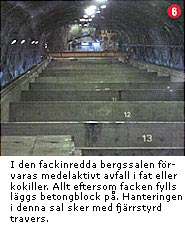 6
13
12
I den fackinredda bergssalen för-
varas medelaktivt avfall i fat eller
kokiller. Allt eftersom facken fylls
läggs betongblock på. Hanteringen
i denna sal sker med fjärrstyrd
travers.